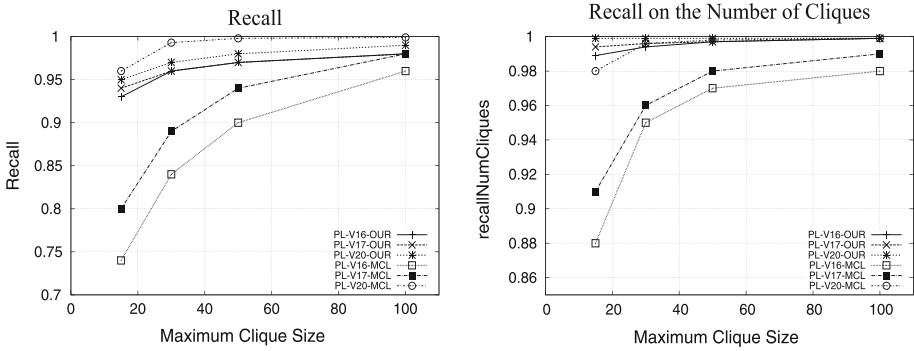 Recall
1
0.95
0.9
0.85
0.8
0.75
0.7
0 20 40 60 80 100
Recall
Maximum Clique Size
PL-V16-OUR
PL-V17-OUR
PL-V20-OUR
PL-V16-MCL
PL-V17-MCL
PL-V20-MCL
Recall on the Number of Cliques
1
0.98
0.96
0.94
0.92
0.9
0.88
0.86
0 20 40 60 80 100
recallNumCliques
Maximum Clique Size
PL-V16-OUR
PL-V17-OUR
PL-V20-OUR
PL-V16-MCL
PL-V17-MCL
PL-V20-MCL